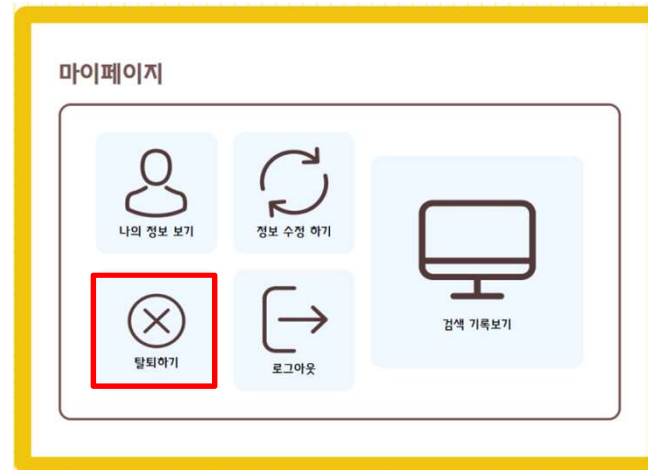 마이페이지
나의 정보 보기
정보 수정 하기
검색 기록보기
탈퇴하기
로그아웃